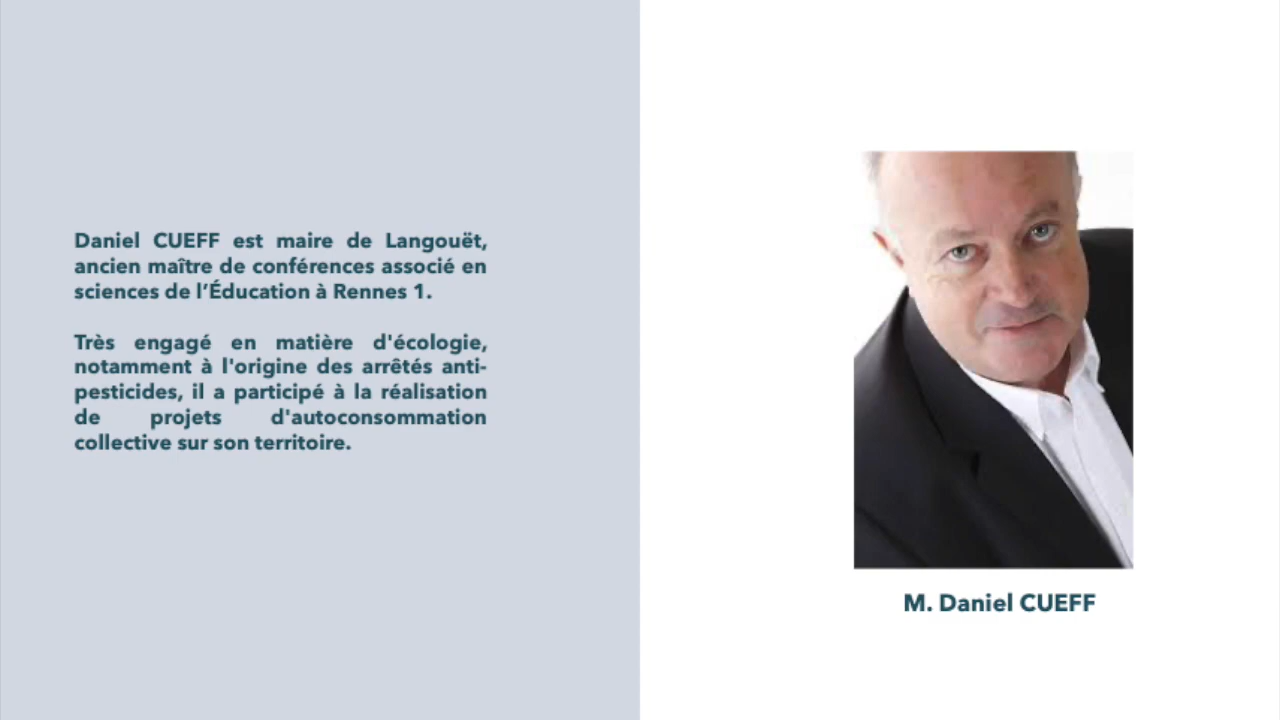 Daniel CUEFF est maire de Langouët,
ancien maître de conférences associé en
sciences de l’Éducation à Rennes 1.
Très engagé en matière d'écologie,
notamment à l'origine des arrêtés anti-
pesticides, il a participé à la réalisation
de projets d'autoconsommation
collective sur son territoire.
M. Daniel CUEFF